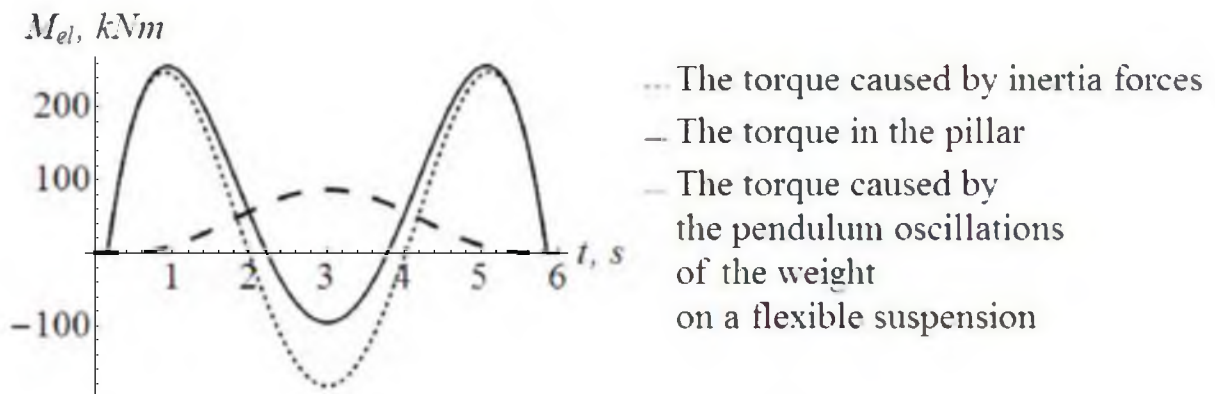 M_el, kNm
200
100
−100
1 2 3 4 5 6 t, s
The torque caused by inertia forces
The torque in the pillar
The torque caused by
the pendulum oscillations
of the weight
on a flexible suspension